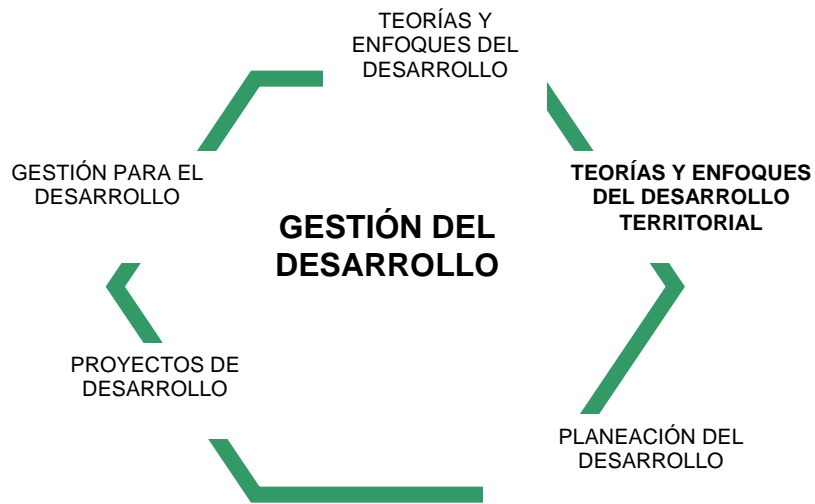 TEORÍAS Y
ENFOQUES DEL
DESARROLLO
GESTIÓN PARA EL
DESARROLLO
TEORÍAS Y ENFOQUES
DEL DESARROLLO
TERRITORIAL
GESTIÓN DEL
DESARROLLO
PROYECTOS DE
DESARROLLO
PLANEACIÓN DEL
DESARROLLO